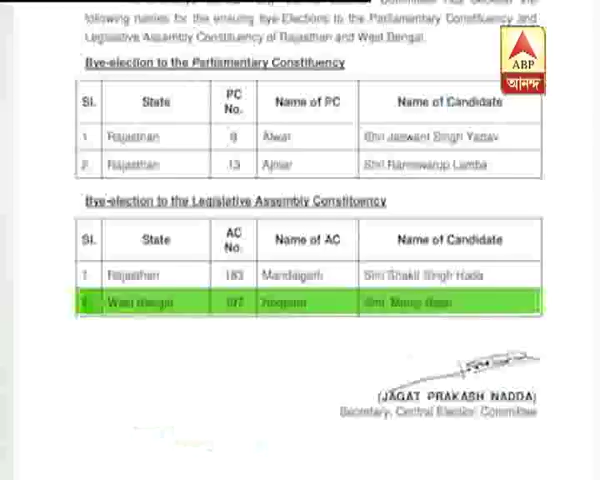 following names for the ensuing Bye-Elections to the Parliamentary Constituency and
Legislative Assembly Constituency of Rajasthan and West Bengal.
ABP
আনন্দ
Bye-election to the Parliamentary Constituency
Sl. State PC No. Name of PC Name of Candidate
1 Rajasthan 8 Alwar Shri Jaswant Singh Yadav
2 Rajasthan 13 Ajmer Shri Ramswarup Lamba
Bye-election to the Legislative Assembly Constituency
Sl. State AC No. Name of AC Name of Candidate
1 Rajasthan 183 Mandalgarh Shri Shakti Singh Hada
West Bengal 107 Noapara Shri
(JAGAT PRAKASH NADDA)
Secretary, Central Election Committee